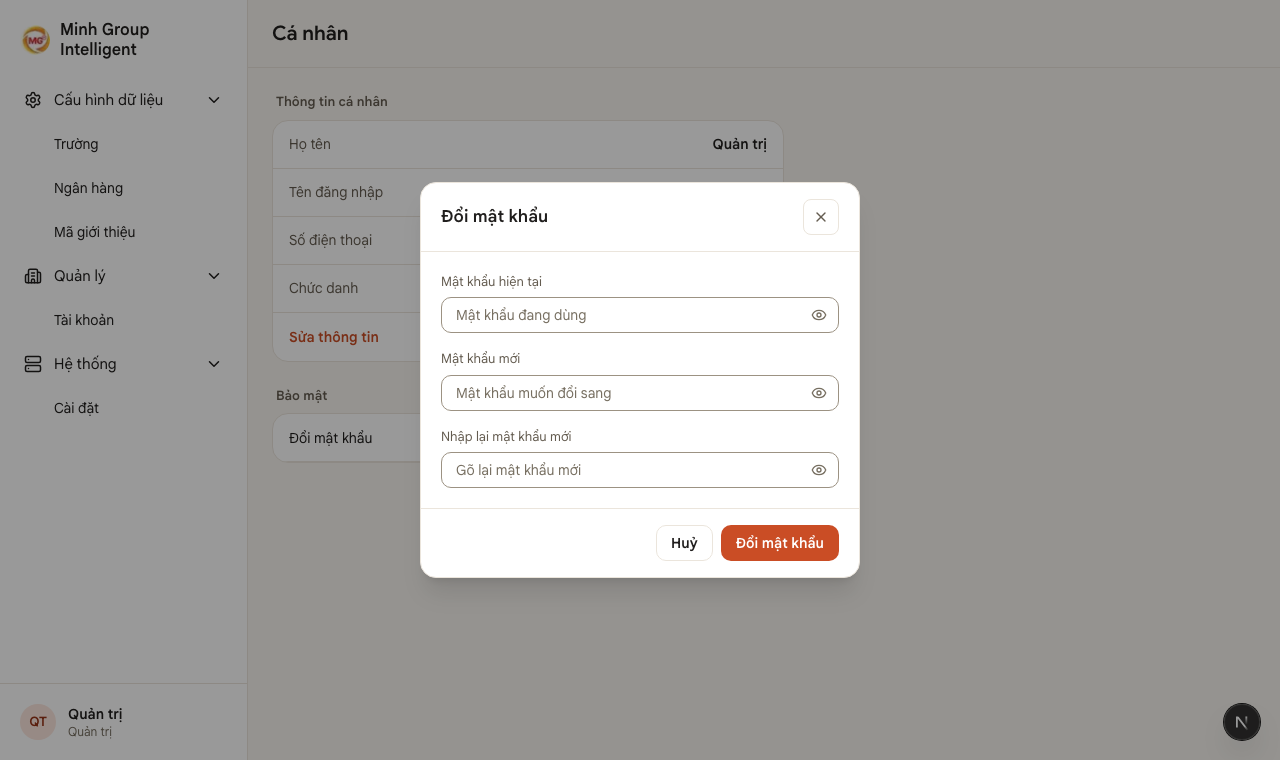 MG
Minh Group
Intelligent
Cấu hình dữ liệu
Trường
Ngân hàng
Mã giới thiệu
Quản lý
Tài khoản
Hệ thống
Cài đặt
QT
Quản trị
Quản trị
Cá nhân
Thông tin cá nhân
Họ tên
Quản trị
Tên đăng nhập
Số điện thoại
Chức danh
Sửa thông tin
Bảo mật
Đổi mật khẩu
Đổi mật khẩu
Mật khẩu hiện tại
Mật khẩu đang dùng
Mật khẩu mới
Mật khẩu muốn đổi sang
Nhập lại mật khẩu mới
Gõ lại mật khẩu mới
Huỷ
Đổi mật khẩu
N